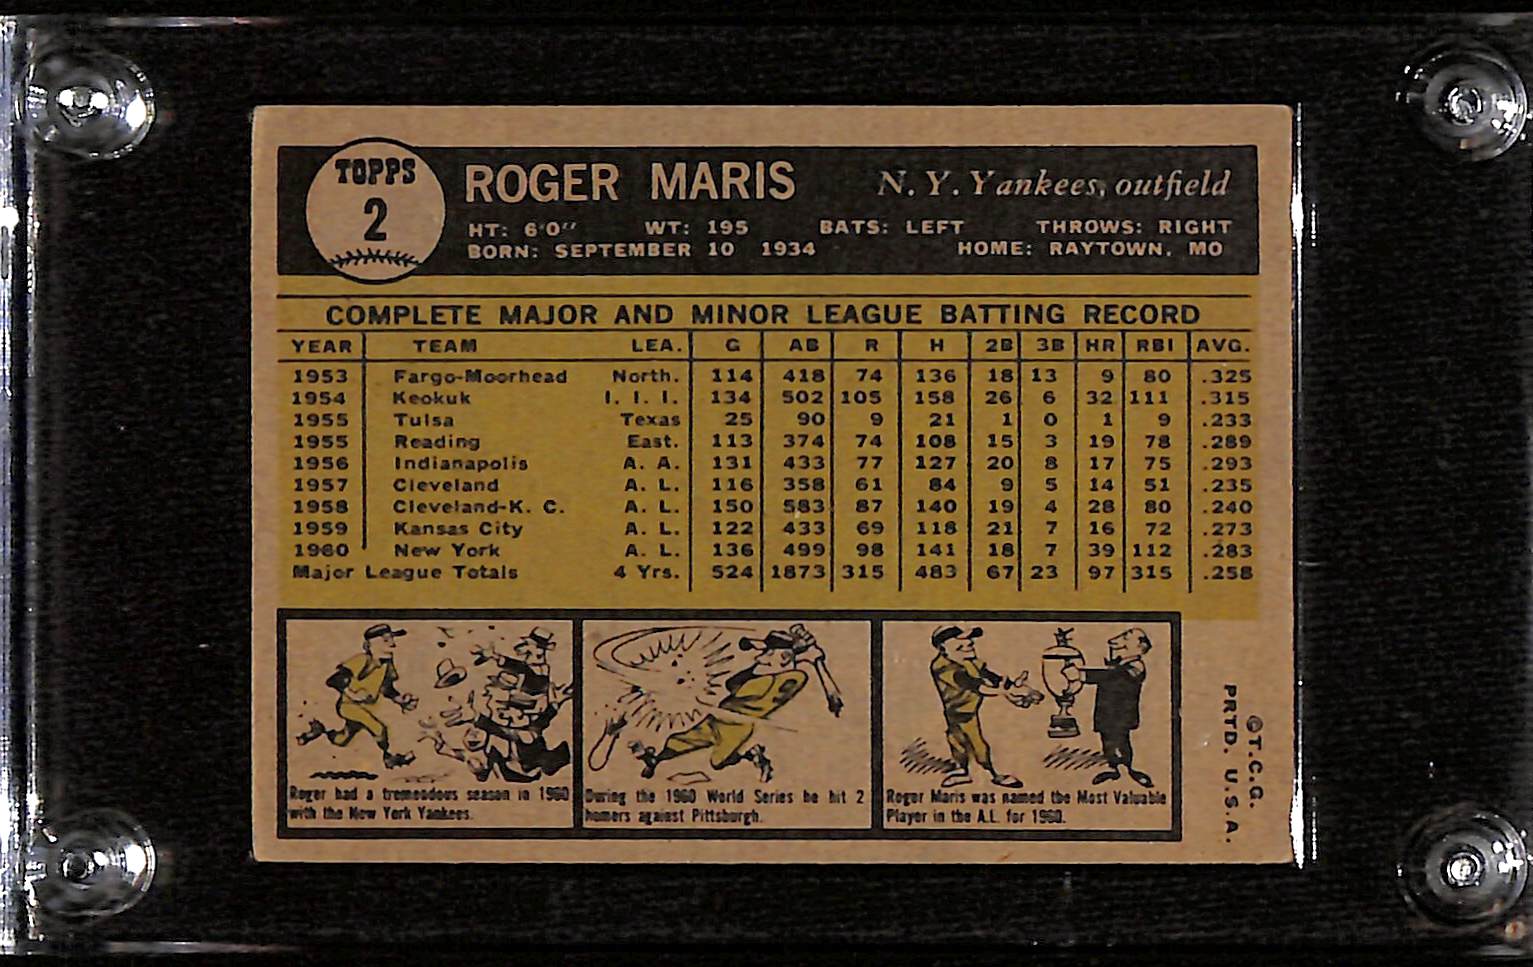 TOPPS
2
ROGER MARIS N. Y. Yankees, outfield
HT: 6'0" WT: 195 BATS: LEFT THROWS: RIGHT
BORN: SEPTEMBER 10 1934 HOME: RAYTOWN, MO
COMPLETE MAJOR AND MINOR LEAGUE BATTING RECORD
YEAR TEAM LEA. G AB R H 2B 3B HR RBI AVG.
1953 Fargo-Moorhead North. 114 418 74 136 18 13 9 80 .325
1954 Keokuk I. I. I. 134 502 105 158 26 6 32 111 .315
1955 Tulsa Texas 25 90 9 21 1 0 1 9 .233
1955 Reading East. 113 374 74 108 15 3 19 78 .289
1956 Indianapolis A. A. 131 433 77 127 20 8 17 75 .293
1957 Cleveland A. L. 116 358 61 84 9 5 14 51 .235
1958 Cleveland-K. C. A. L. 150 583 87 140 19 4 28 80 .240
1959 Kansas City A. L. 122 433 69 118 21 7 16 72 .273
1960 New York A. L. 136 499 98 141 18 7 39 112 .283
Major League Totals 4 Yrs. 524 1873 315 483 67 23 97 315 .258
Roger had a tremendous season in 1960
with the New York Yankees.
During the 1960 World Series he hit 2
homers against Pittsburgh.
Roger Maris was named the Most Valuable
Player in the A.L. for 1960.
©T.C.G.
PRTD. U.S.A.